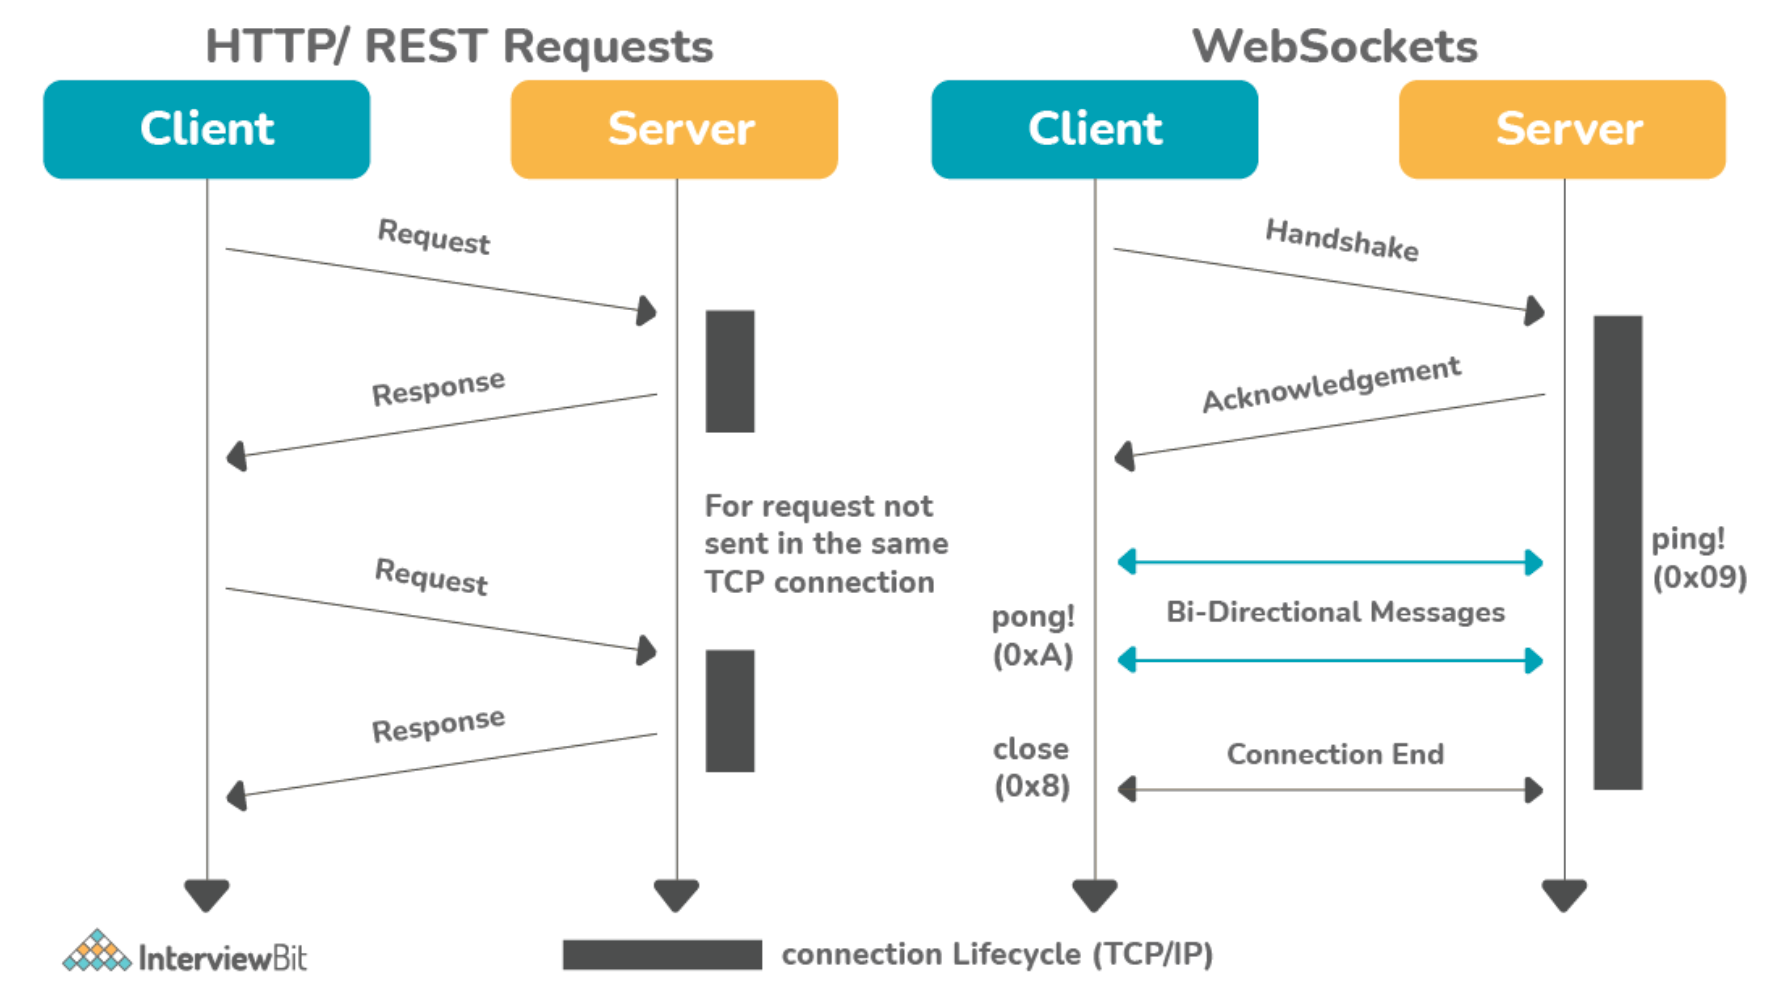 HTTP/ REST Requests
Client
Server
Request
Response
For request not
sent in the same
TCP connection
Request
Response
WebSockets
Client
Server
Handshake
Acknowledgement
ping!
(0x09)
Bi-Directional Messages
pong!
(0xA)
close
(0x8)
Connection End
InterviewBit
connection Lifecycle (TCP/IP)